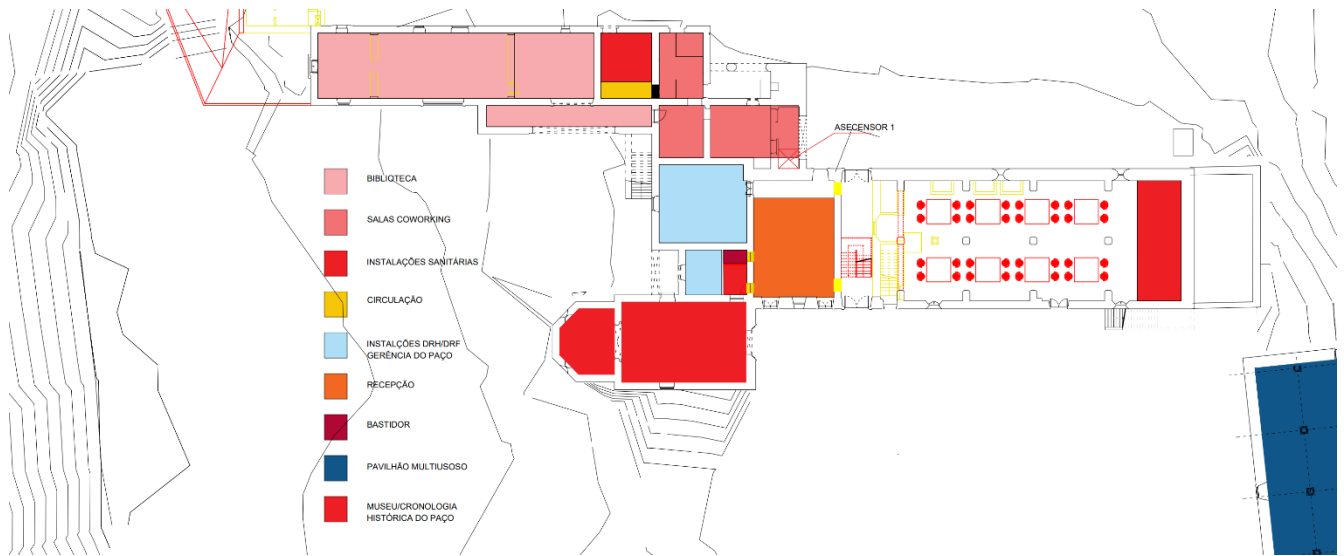 ASECENSOR 1
BIBLIOTECA
SALAS COWORKING
INSTALAÇÕES SANITÁRIAS
CIRCULAÇÃO
INSTALÇÕES DRH/DRF
GERÊNCIA DO PAÇO
RECEPÇÃO
BASTIDOR
PAVILHÃO MULTIUSOSO
MUSEU/CRONOLOGIA
HISTÓRICA DO PAÇO